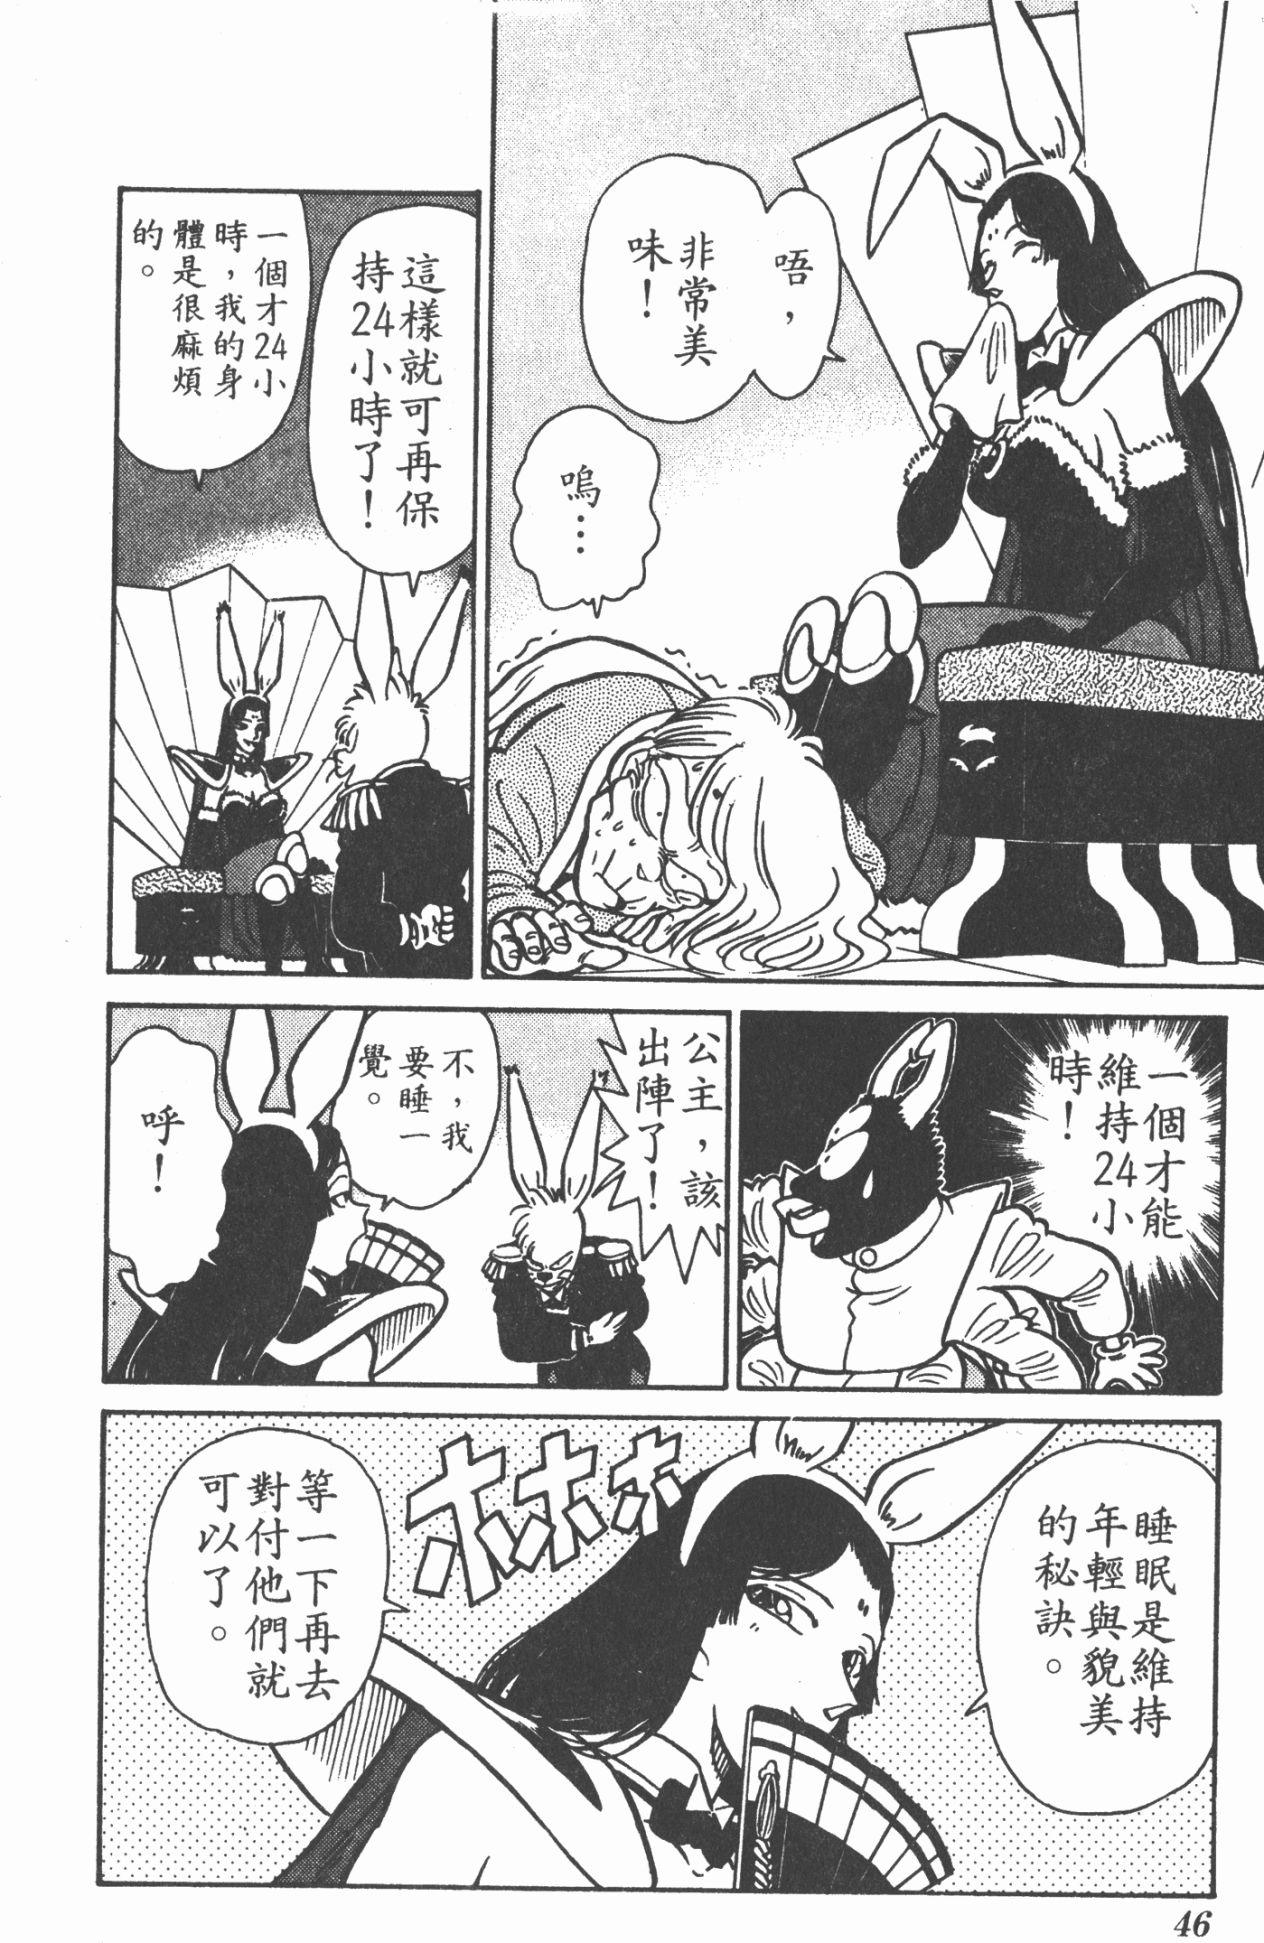 唔，
非常美
味！
嗚…
這樣就可再保
持24小時了！
一個才24小
時，我的身
體是很麻煩
的。
一個才能
維持24小
時！
公主，該
出陣了！
不，我
要睡一
覺。
呼！
睡眠是維持
年輕與貌美
的秘訣。
ホホホ
等一下再去
對付他們就
可以了。
46